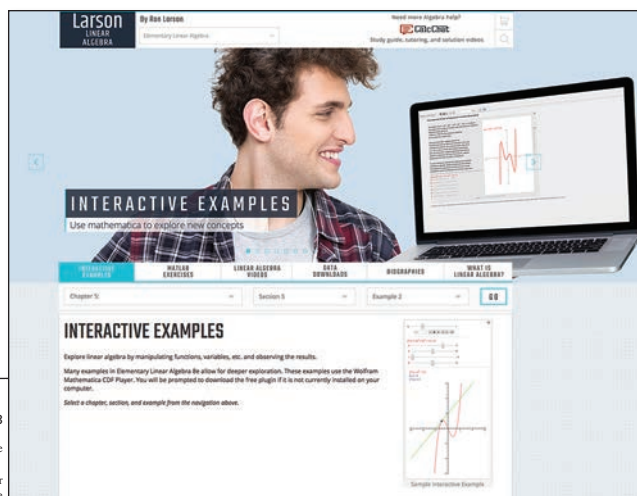 Larson
LINEAR
ALGEBRA
By Ron Larson
Elementary Linear Algebra
Need more Algebra help?
CalcChat
Study guide, tutoring, and solution videos
INTERACTIVE EXAMPLES
Use mathematica to explore new concepts
INTERACTIVE
EXAMPLES
MATLAB
EXERCISES
LINEAR ALGEBRA
VIDEOS
DATA
DOWNLOADS
BIOGRAPHIES
WHAT IS
LINEAR ALGEBRA?
Chapter 5:
Section 5
Example 2
GO
INTERACTIVE EXAMPLES
Explore linear algebra by manipulating functions, variables, etc. and observing the results.
Many examples in Elementary Linear Algebra 8e allow for deeper exploration. These examples use the Wolfram
Mathematica CDF Player. You will be prompted to download the free plugin if it is not currently installed on your
computer.
Select a chapter, section, and example from the navigation above.
Sample Interactive Example
3
e
r